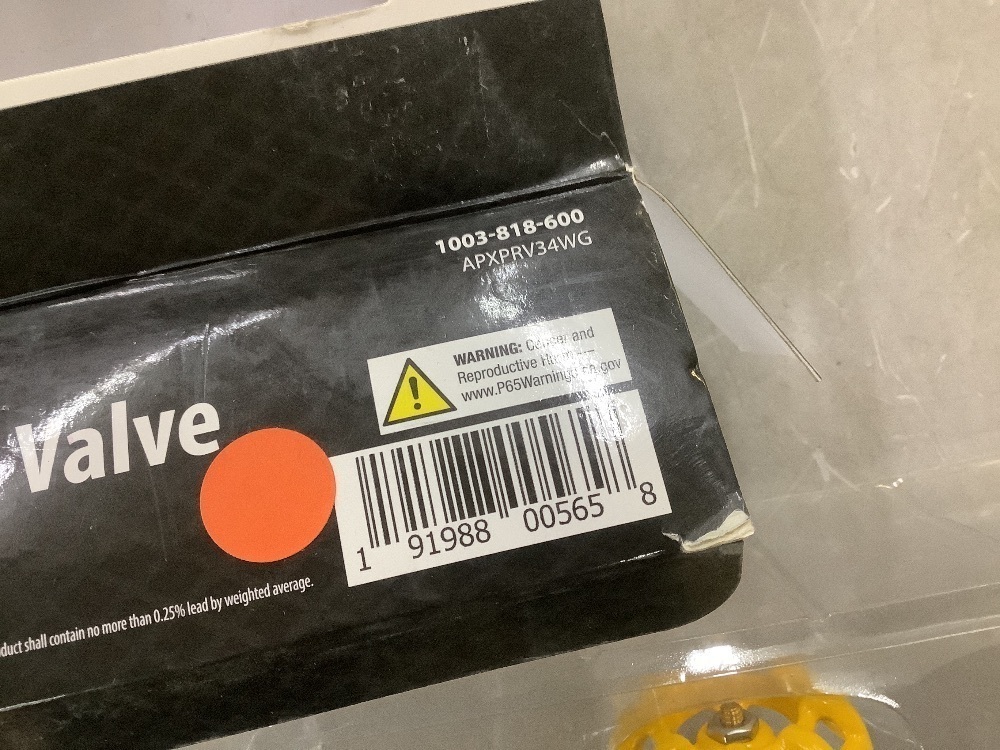 1003-818-600
APXPRV34WG
WARNING: Cancer and
Reproductive
www.P65Warnings.ca.gov
Valve
1 91988 00565 8
duct shall contain no more than 0.25% lead by weighted average.